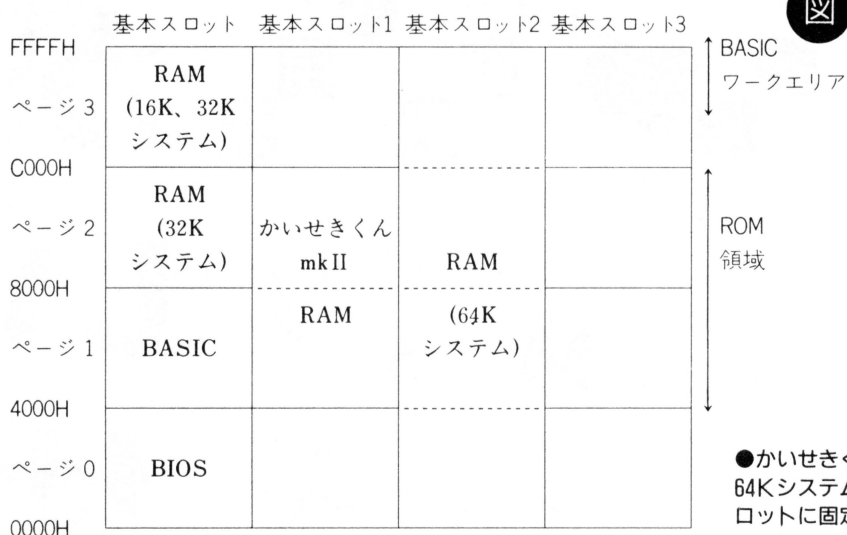 図
基本スロット 基本スロット1 基本スロット2 基本スロット3
FFFFH
ページ3
RAM
(16K、32K
システム)
BASIC
ワークエリア
C000H
ページ2
RAM
(32K
システム)
かいせきくん
mkII
RAM
ROM
領域
8000H
ページ1
BASIC
RAM
(64K
システム)
4000H
ページ0
BIOS
0000H
●かいせき
64Kシステム
ロットに固定